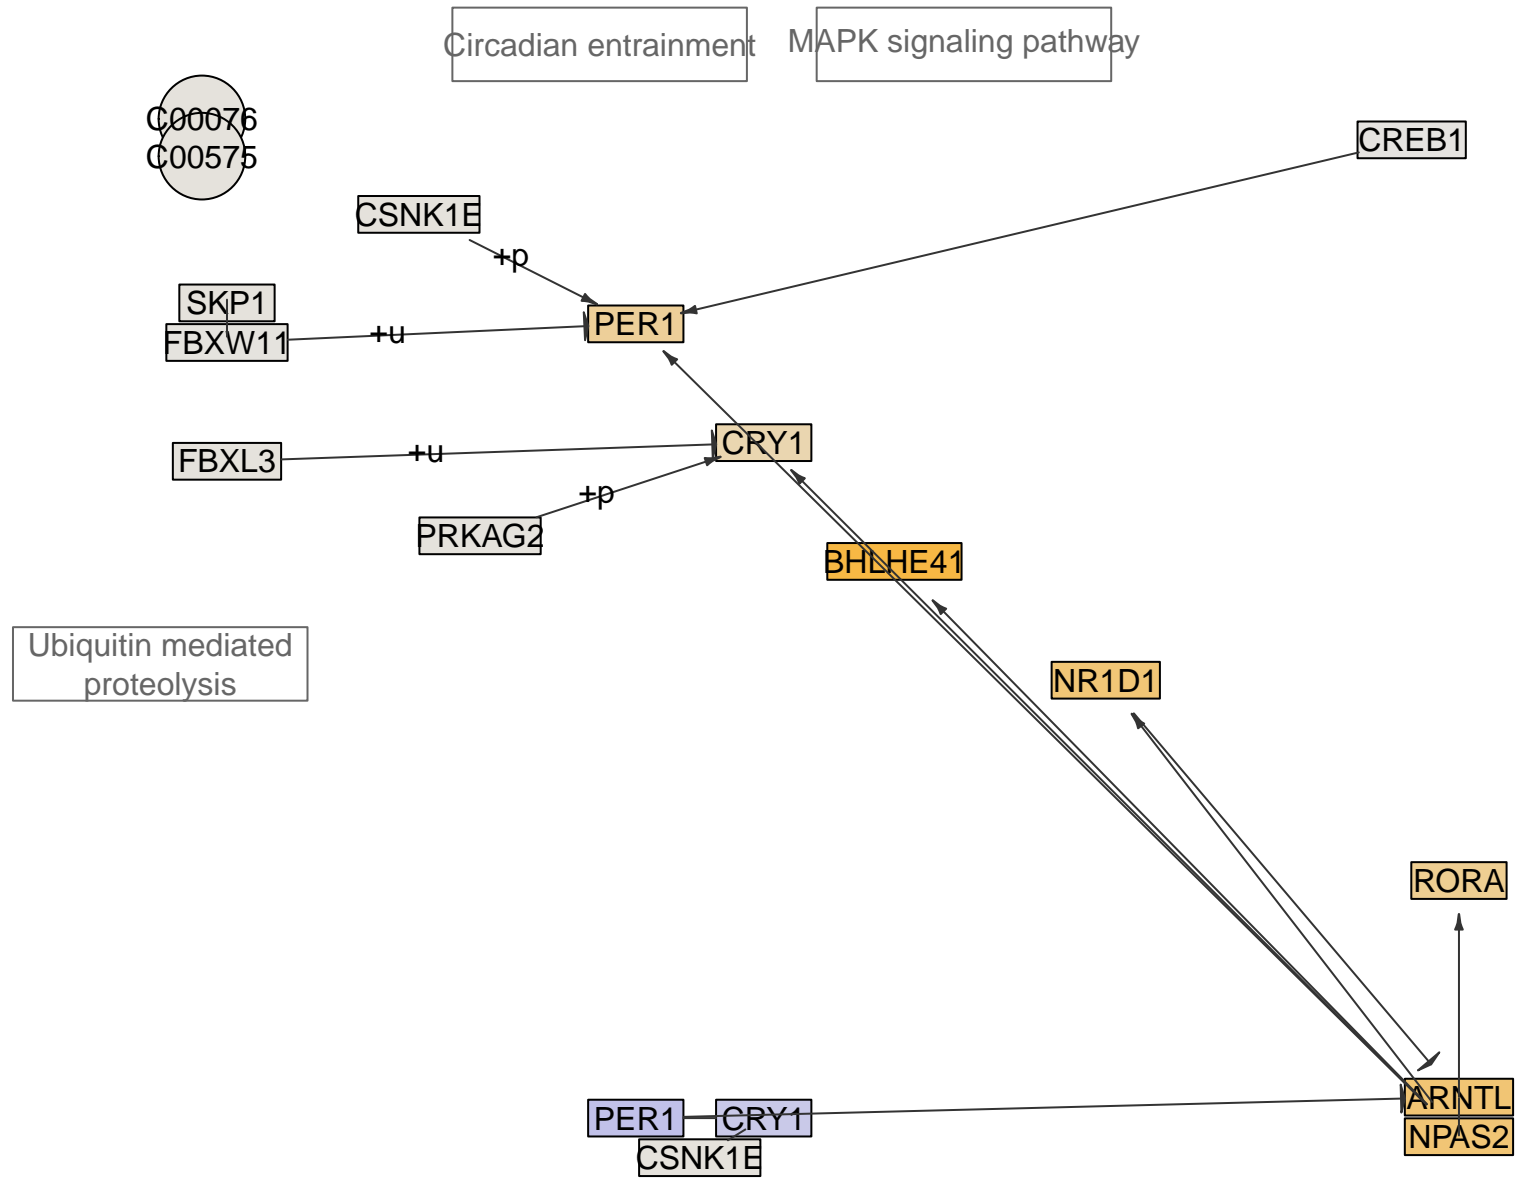 Circadian entrainment
MAPK signaling pathway
C00076
C00575
CREB1
CSNK1E
+p
SKP1
FBXW11
+u
PER1
FBXL3
+u
CRY1
+p
PRKAG2
BHLHE41
Ubiquitin mediated
proteolysis
NR1D1
RORA
ARNTL
NPAS2
PER1
CRY1
CSNK1E